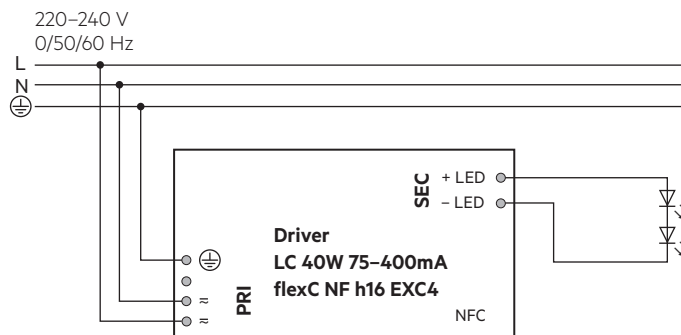 220–240 V
0/50/60 Hz
L
N
+ LED
SEC
– LED
Driver
LC 40W 75–400mA
flexC NF h16 EXC4
PRI
≂
≂
NFC